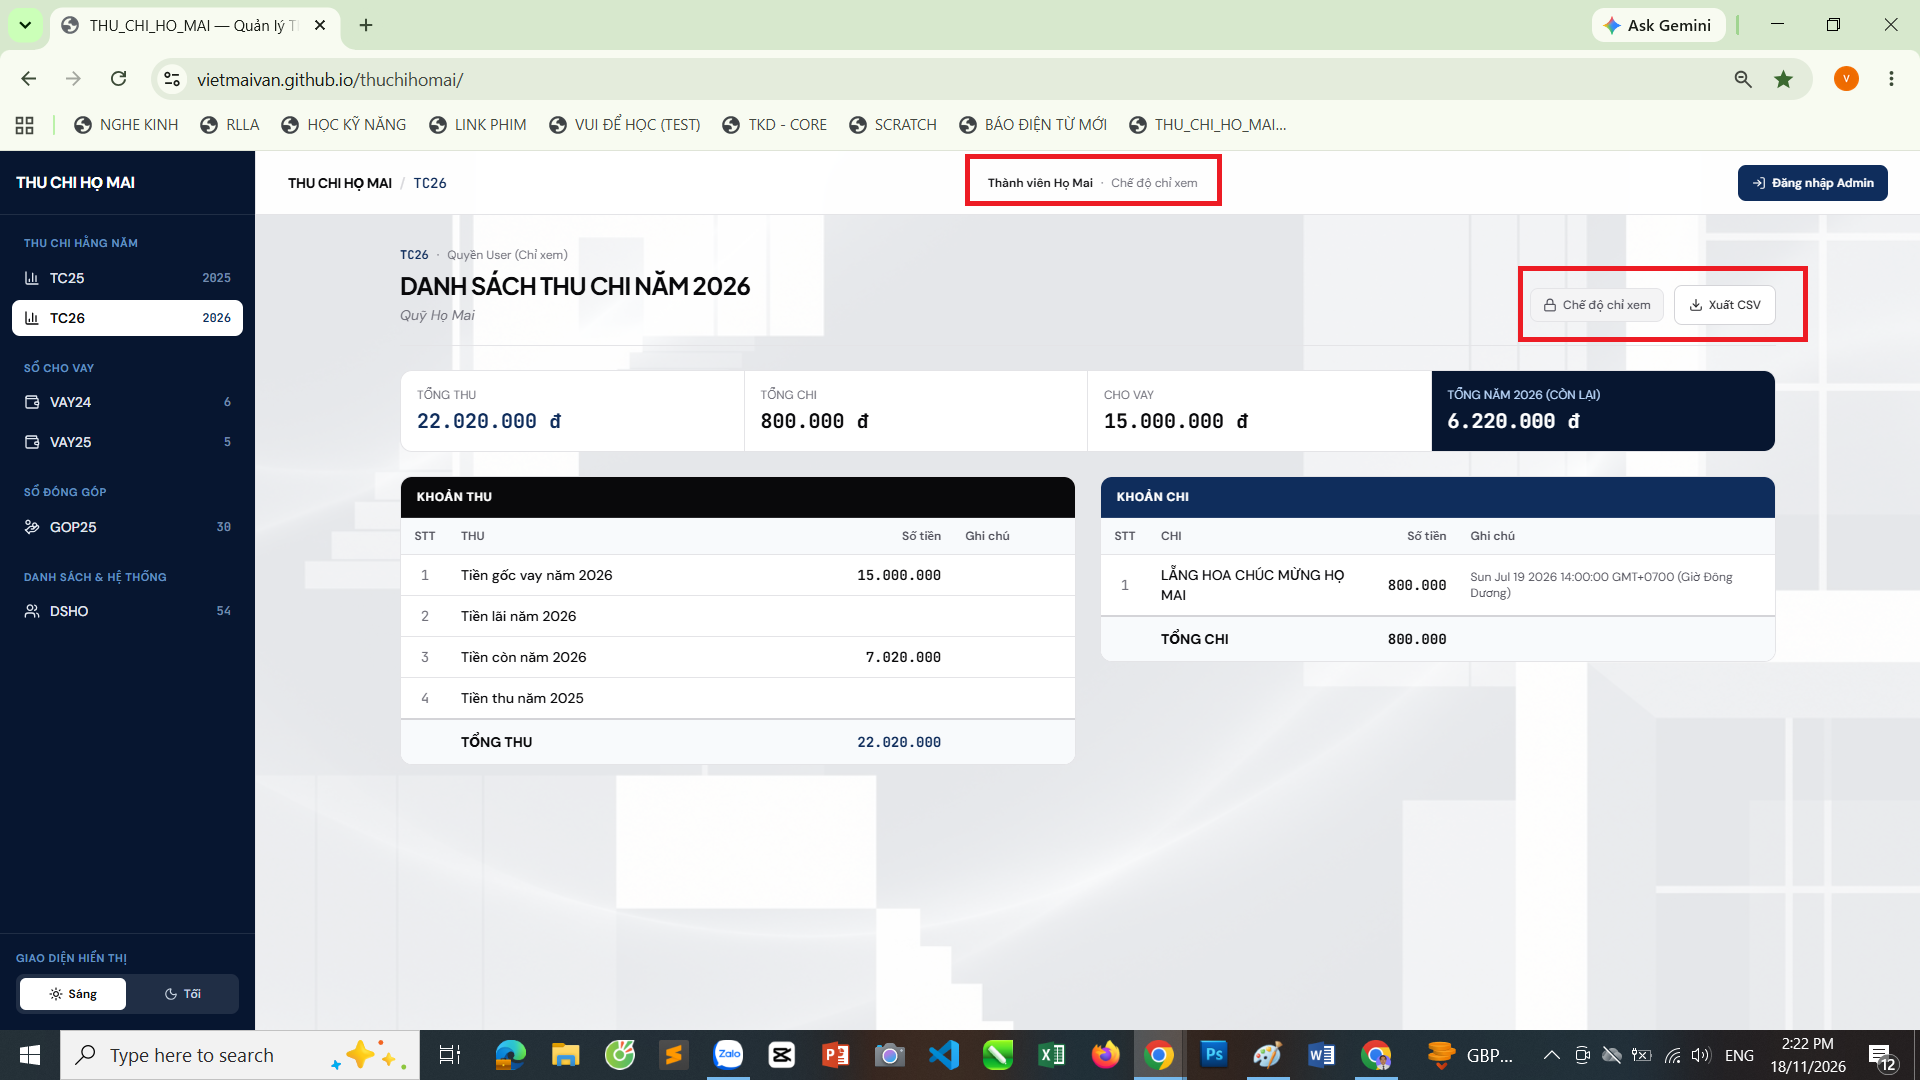 THU_CHI_HO_MAI — Quản lý T
Ask Gemini
vietmaivan.github.io/thuchihomai/
V
NGHE KINH
RLLA
HỌC KỸ NĂNG
LINK PHIM
VUI ĐỂ HỌC (TEST)
TKD - CORE
SCRATCH
BÁO ĐIỆN TỪ MỚI
THU_CHI_HO_MAI...
THU CHI HỌ MAI
THU CHI HẰNG NĂM
TC25 2025
TC26 2026
SỔ CHO VAY
VAY24 6
VAY25 5
SỔ ĐÓNG GÓP
GOP25 30
DANH SÁCH & HỆ THỐNG
DSHO 54
GIAO DIỆN HIỂN THỊ
Sáng Tối
THU CHI HỌ MAI / TC26
Thành viên Họ Mai · Chế độ chỉ xem
Đăng nhập Admin
TC26 · Quyền User (Chỉ xem)
DANH SÁCH THU CHI NĂM 2026
Quỹ Họ Mai
Chế độ chỉ xem
Xuất CSV
TỔNG THU
22.020.000 đ
TỔNG CHI
800.000 đ
CHO VAY
15.000.000 đ
TỔNG NĂM 2026 (CÒN LẠI)
6.220.000 đ
KHOẢN THU
STT THU Số tiền Ghi chú
1 Tiền gốc vay năm 2026 15.000.000
2 Tiền lãi năm 2026
3 Tiền còn năm 2026 7.020.000
4 Tiền thu năm 2025
TỔNG THU 22.020.000
KHOẢN CHI
STT CHI Số tiền Ghi chú
1 LẴNG HOA CHÚC MỪNG HỌ MAI 800.000 Sun Jul 19 2026 14:00:00 GMT+0700 (Giờ Đông Dương)
TỔNG CHI 800.000
Type here to search
Zalo
Ps
GBP...
ENG
2:22 PM
18/11/2026
12